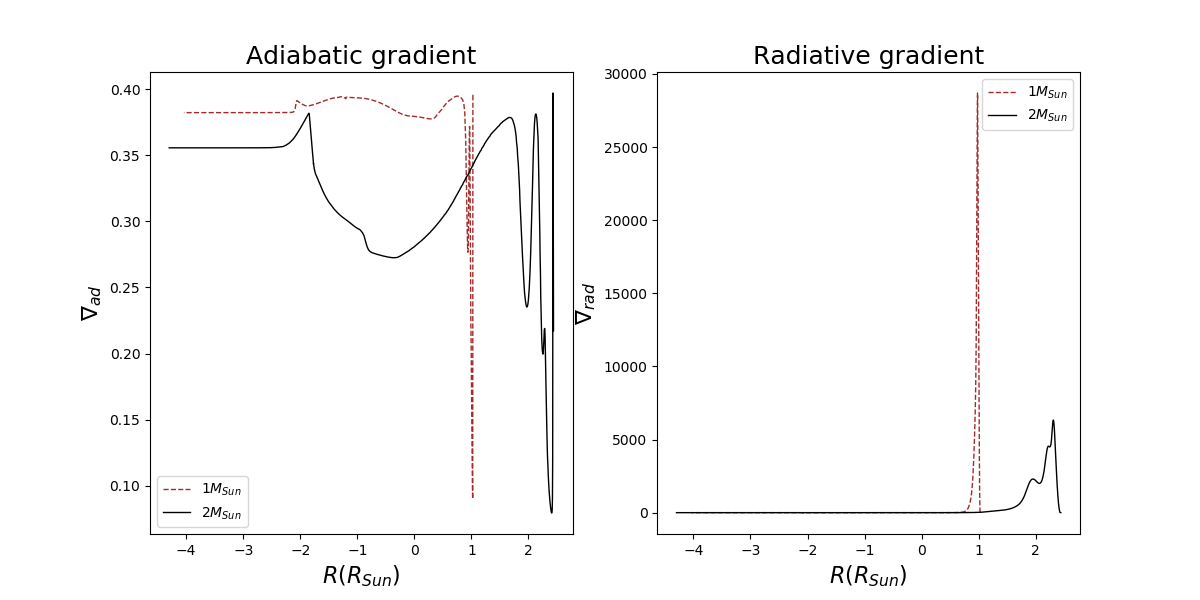 Adiabatic gradient
0.40
0.35
0.30
0.25
0.20
0.15
0.10
∇ad
1MSun
2MSun
−4 −3 −2 −1 0 1 2
R(RSun)
Radiative gradient
30000
25000
20000
15000
10000
5000
0
∇rad
1MSun
2MSun
−4 −3 −2 −1 0 1 2
R(RSun)